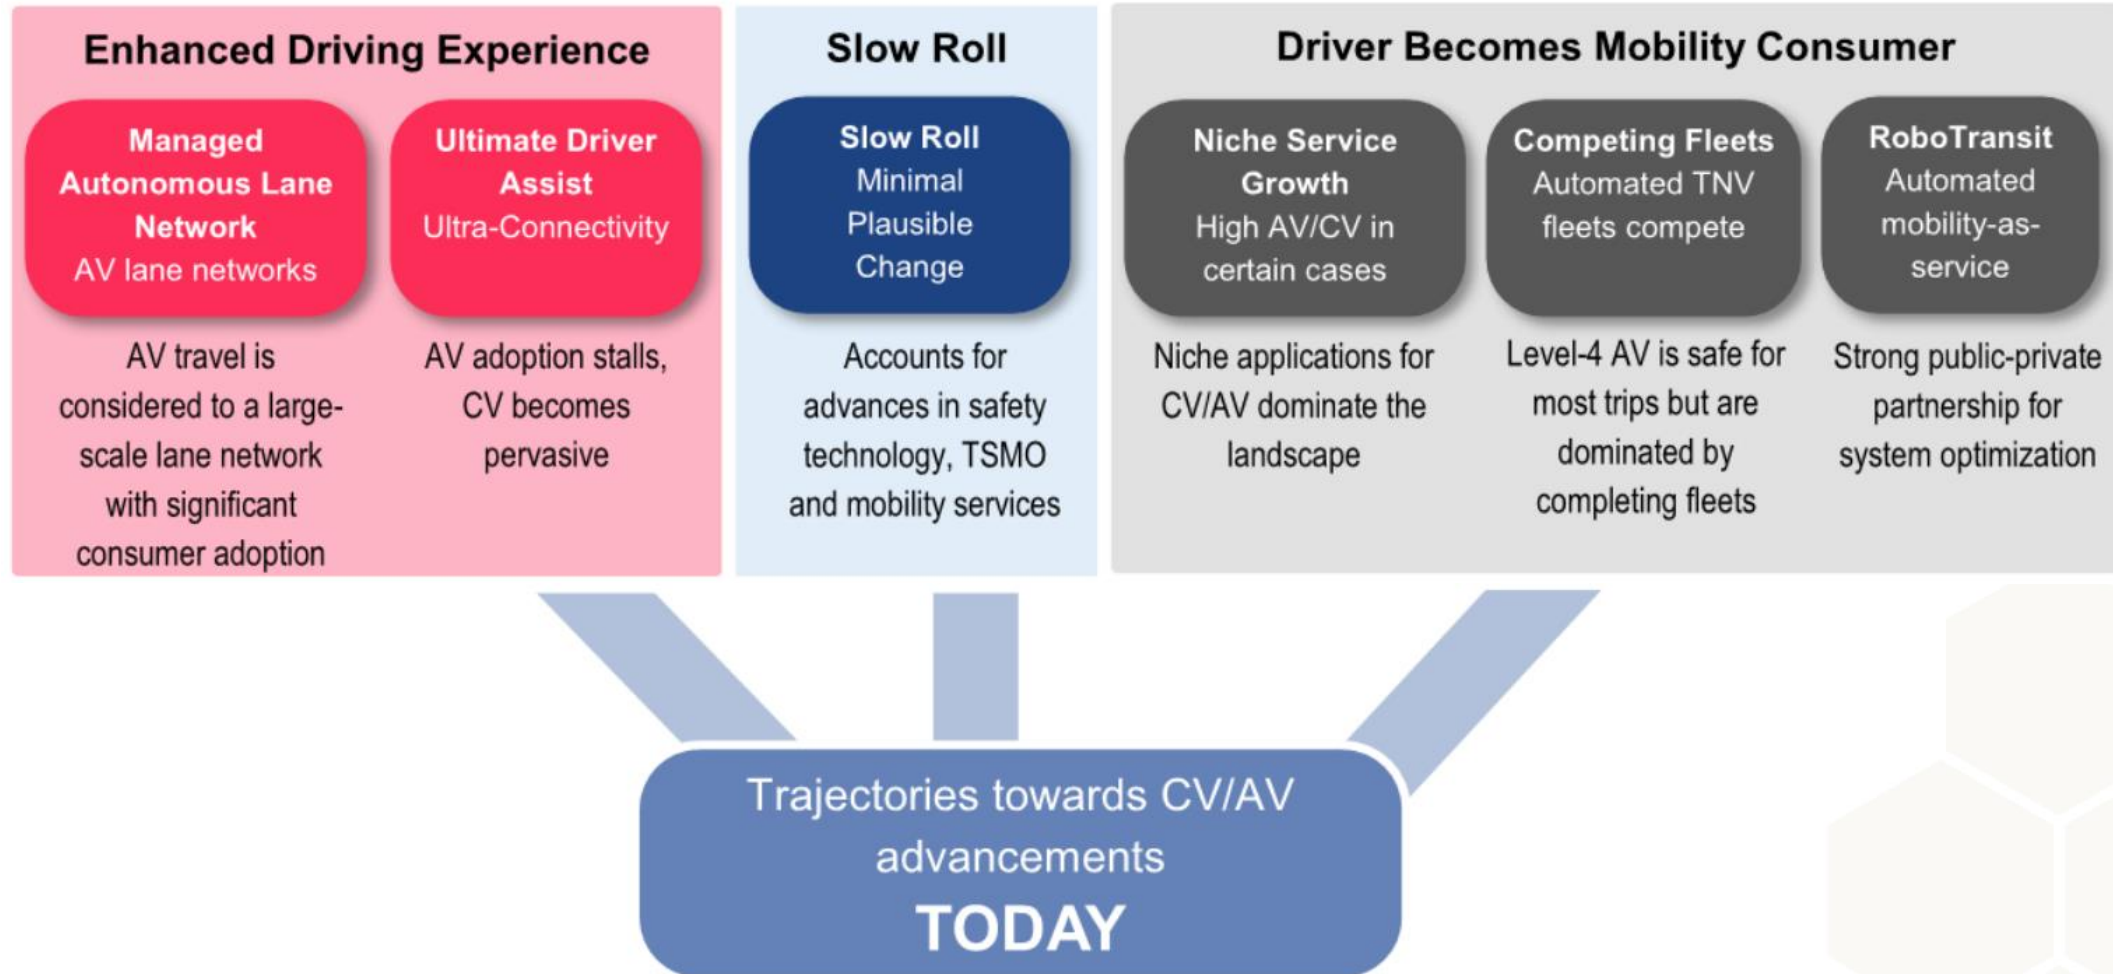 Enhanced Driving Experience
Managed
Autonomous Lane
Network
AV lane networks
AV travel is
considered to a large-
scale lane network
with significant
consumer adoption
Ultimate Driver
Assist
Ultra-Connectivity
AV adoption stalls,
CV becomes
pervasive
Slow Roll
Slow Roll
Minimal
Plausible
Change
Accounts for
advances in safety
technology, TSMO
and mobility services
Driver Becomes Mobility Consumer
Niche Service
Growth
High AV/CV in
certain cases
Niche applications for
CV/AV dominate the
landscape
Competing Fleets
Automated TNV
fleets compete
Level-4 AV is safe for
most trips but are
dominated by
completing fleets
RoboTransit
Automated
mobility-as-
service
Strong public-private
partnership for
system optimization
Trajectories towards CV/AV
advancements
TODAY